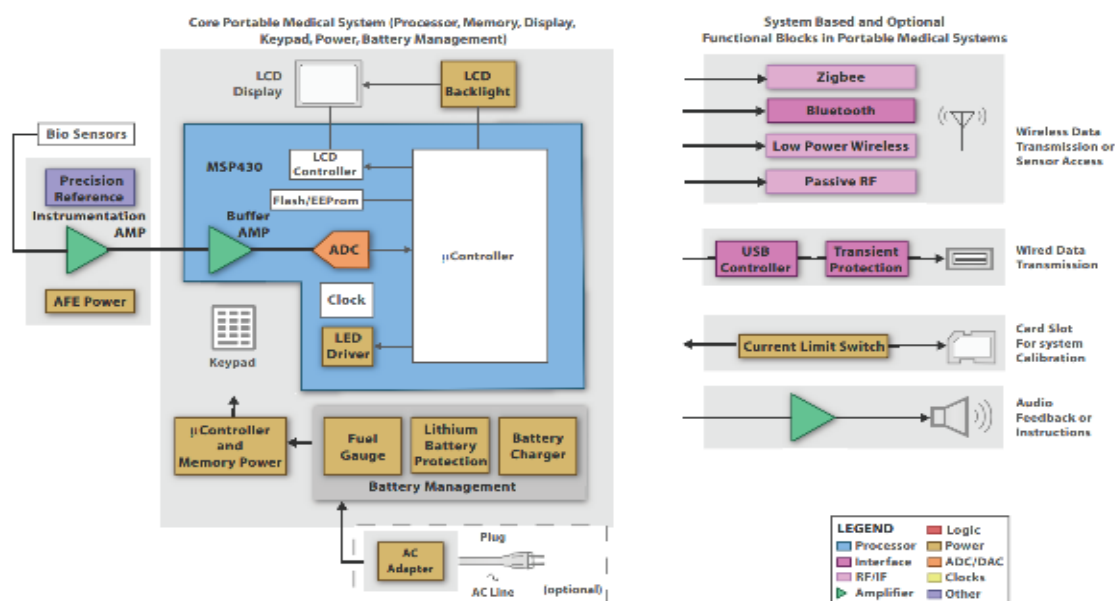 Core Portable Medical System (Processor, Memory, Display,
Keypad, Power, Battery Management)
LCD
Display
LCD
Backlight
Bio Sensors
MSP430
LCD
Controller
Precision
Reference
Flash/EEProm
Instrumentation
AMP
Buffer
AMP
ADC
μController
AFE Power
Clock
LED
Driver
Keypad
μController
and
Memory Power
Fuel
Gauge
Lithium
Battery
Protection
Battery
Charger
Battery Management
AC
Adapter
Plug
AC Line
(optional)
System Based and Optional
Functional Blocks in Portable Medical Systems
Zigbee
Bluetooth
Low Power Wireless
Passive RF
Wireless Data
Transmission or
Sensor Access
USB
Controller
Transient
Protection
Wired Data
Transmission
Current Limit Switch
Card Slot
For system
Calibration
Audio
Feedback or
Instructions
LEGEND
Processor
Interface
RF/IF
Amplifier
Logic
Power
ADC/DAC
Clocks
Other